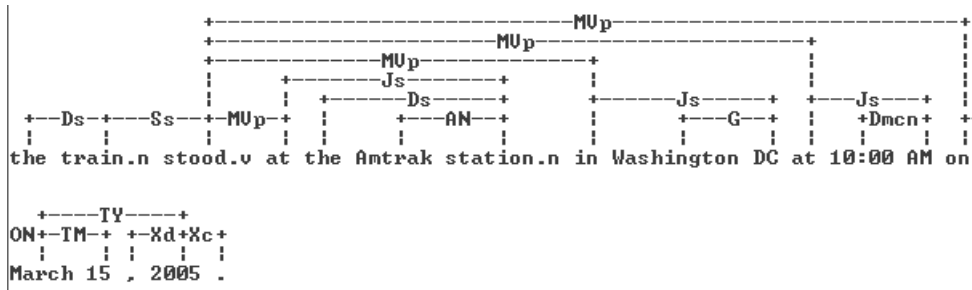 +-----------------------------MVp-----------------------------+
+------------------------MVp------------------------+
+-------------MVp-------------+
+--------Js--------+
+-------Ds------+ +------Js-----+ +---Js----+
+--Ds-+----Ss---+-MVp-+ +---AN--+ +---G--+ +Dmcn+ +
the train.n stood.v at the Amtrak station.n in Washington DC at 10:00 AM on
+----TY----+
ON+-TM-+ +-Xd+Xc+
March 15 , 2005 .